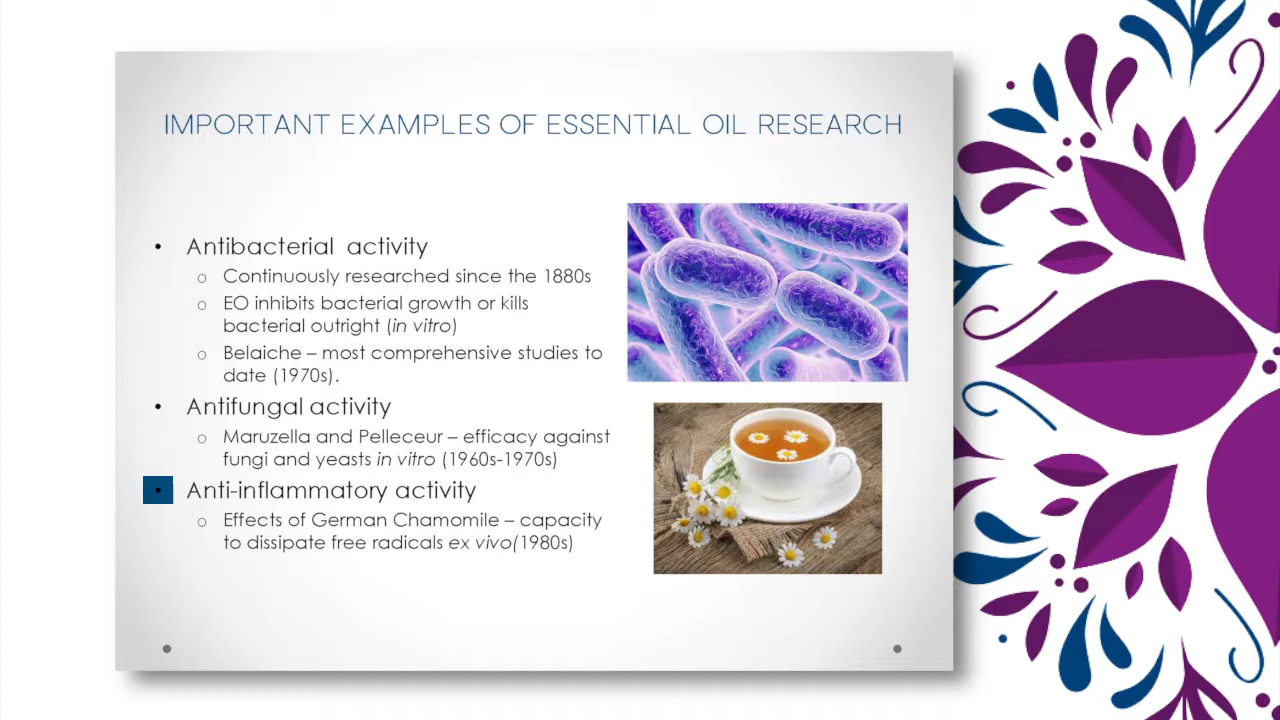 IMPORTANT EXAMPLES OF ESSENTIAL OIL RESEARCH
• Antibacterial activity
o Continuously researched since the 1880s
o EO inhibits bacterial growth or kills
bacterial outright (in vitro)
o Belaiche – most comprehensive studies to
date (1970s).
• Antifungal activity
o Maruzella and Pelleceur – efficacy against
fungi and yeasts in vitro (1960s-1970s)
• Anti-inflammatory activity
o Effects of German Chamomile – capacity
to dissipate free radicals ex vivo(1980s)